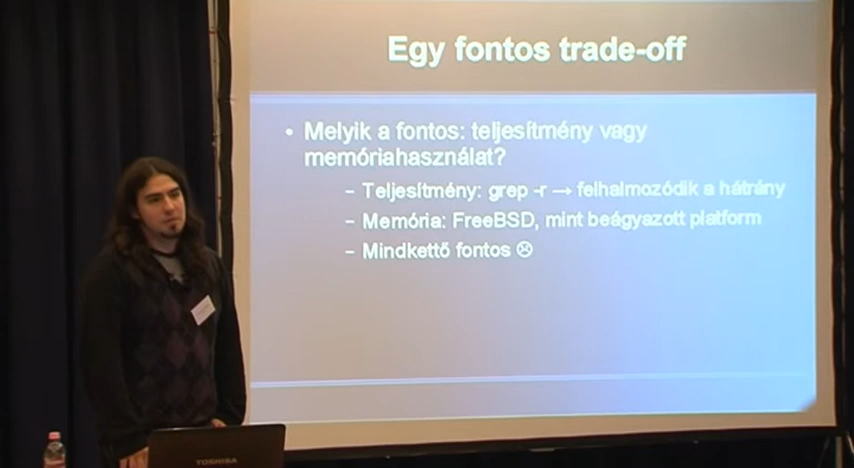 Egy fontos trade-off
• Melyik a fontos: teljesítmény vagy
memóriahasználat?
– Teljesítmény: grep -r → felhalmozódik a hátrány
– Memória: FreeBSD, mint beágyazott platform
– Mindkettő fontos ☹
TOSHIBA